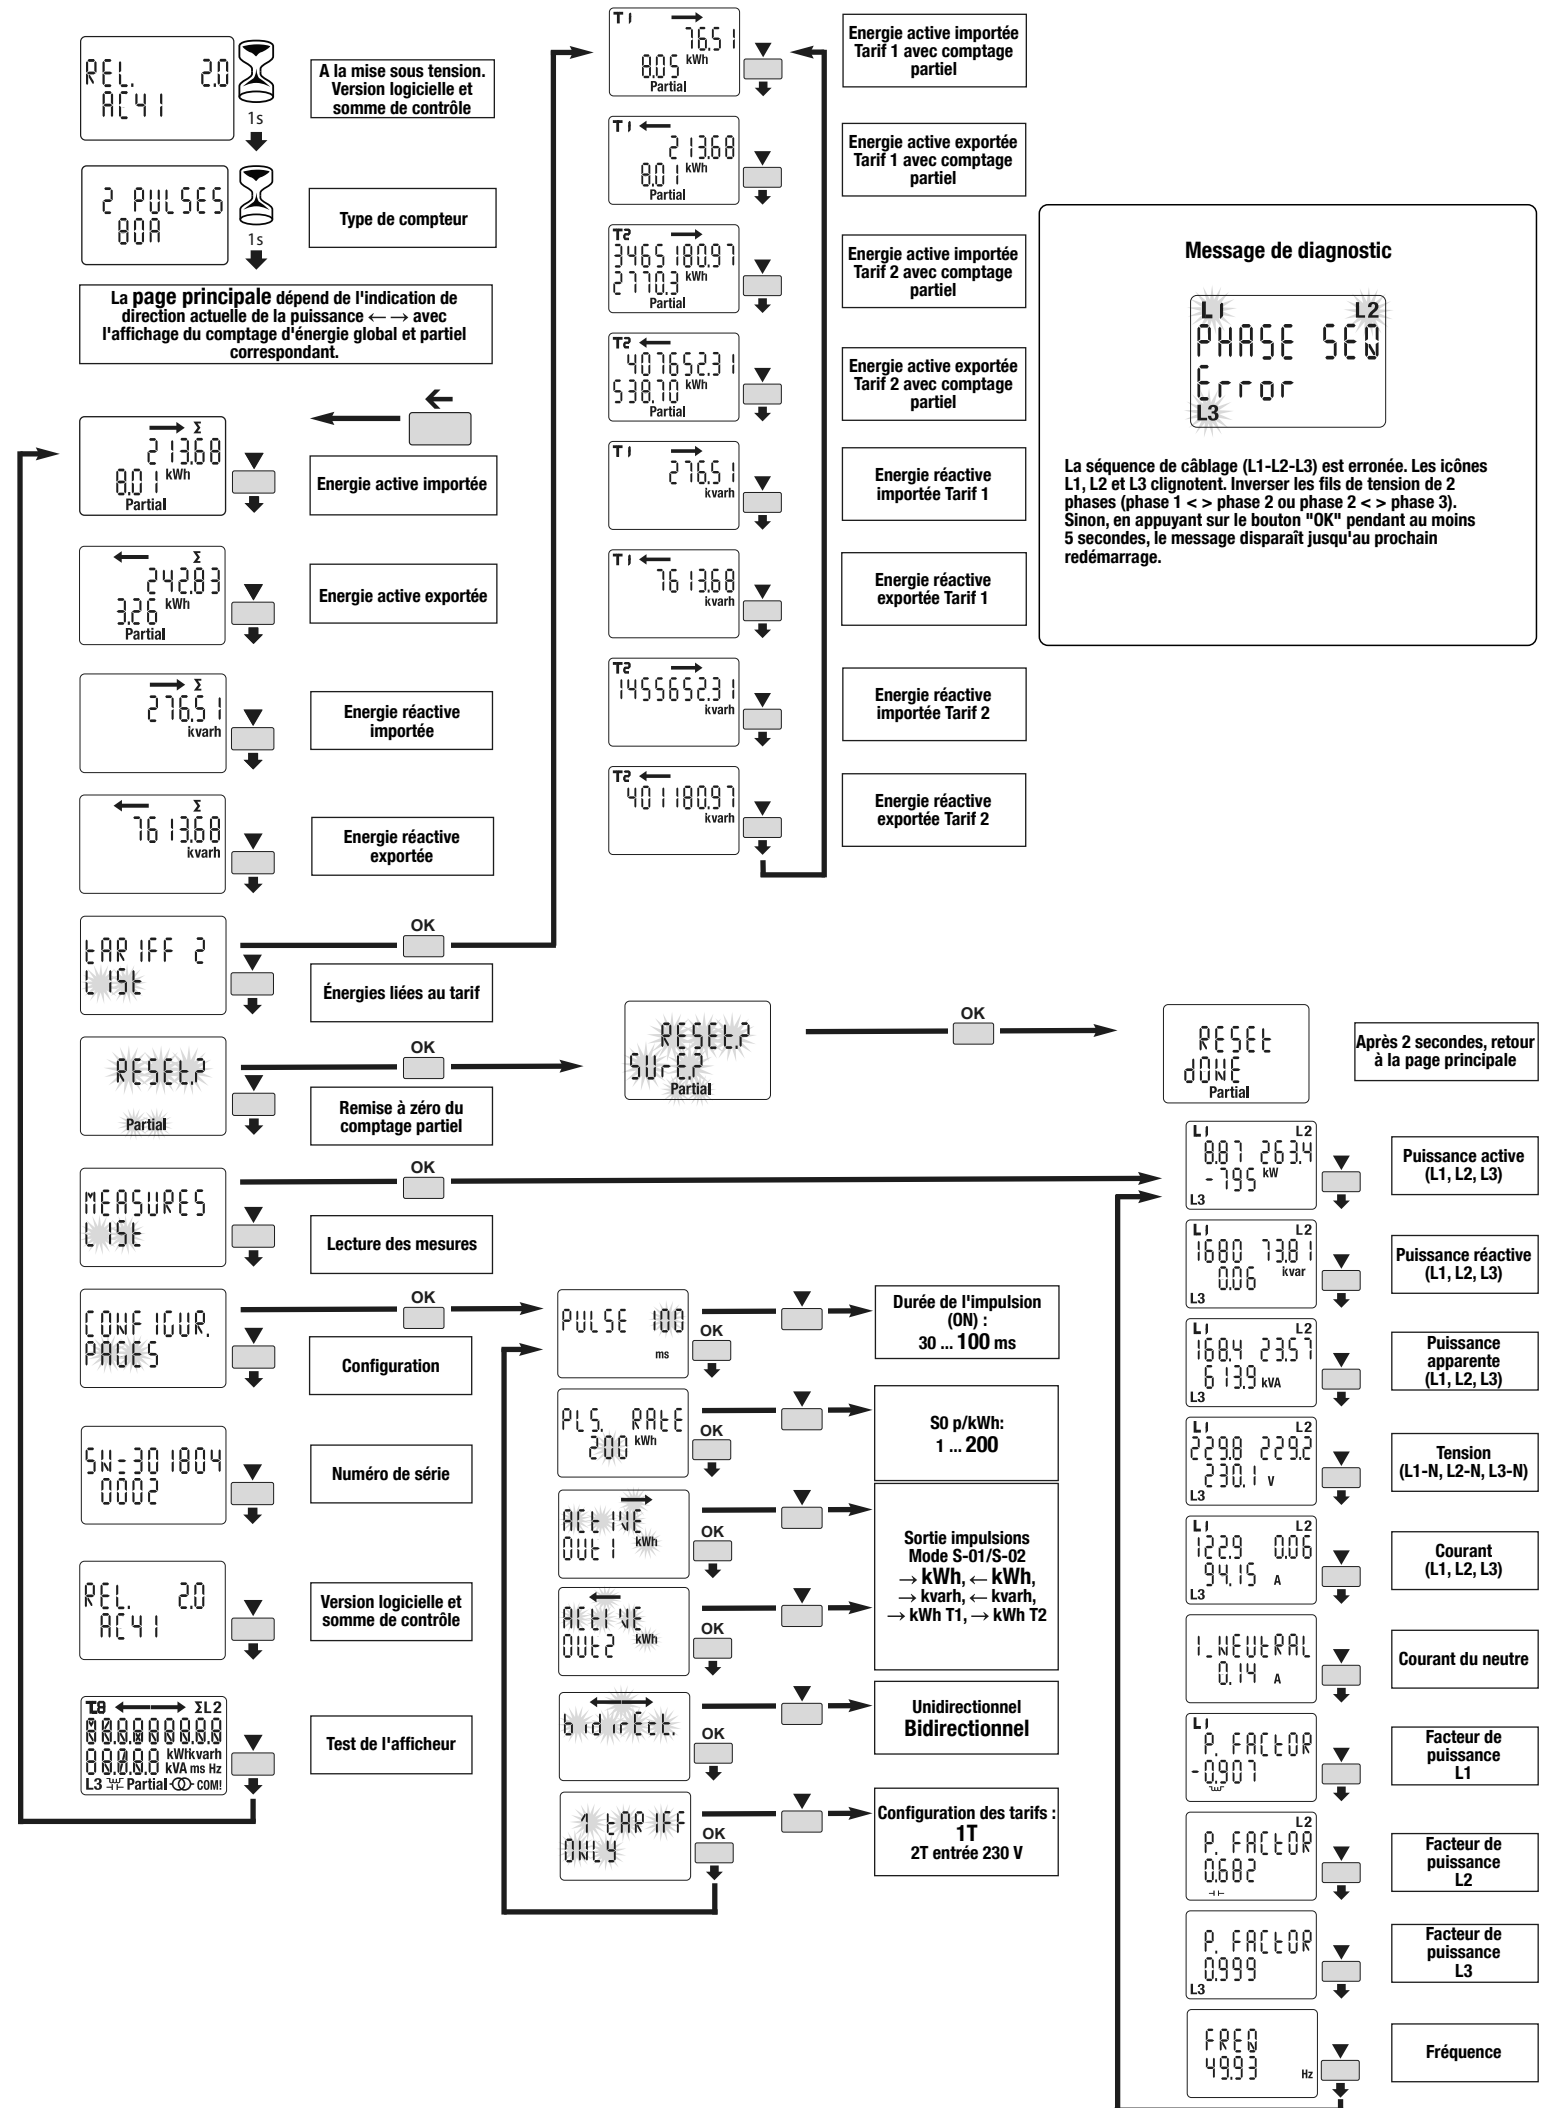 REL. 2.0
AC41
1s
A la mise sous tension.
Version logicielle et
somme de contrôle
2 PULSES
80A
1s
Type de compteur
La page principale dépend de l'indication de
direction actuelle de la puissance ← → avec
l'affichage du comptage d'énergie global et partiel
correspondant.
→ Σ
213.68
8.01 kWh
Partial
Energie active importée
← Σ
242.83
3.26 kWh
Partial
Energie active exportée
→ Σ
276.51
kvarh
Energie réactive
importée
← Σ
7613.68
kvarh
Energie réactive
exportée
tARIFF 2
LISt
OK
Énergies liées au tarif
RESEt.?
Partial
OK
Remise à zéro du
comptage partiel
RESEt.?
SUrE.?
Partial
OK
RESEt
dONE
Partial
Après 2 secondes, retour
à la page principale
MEASURES
LISt
OK
Lecture des mesures
CONFIGUR.
PAGES
OK
Configuration
SN=301804
0002
Numéro de série
REL. 2.0
AC41
Version logicielle et
somme de contrôle
T.8 ← → ΣL2
kWkvarh
kVA ms Hz
L3 Partial COM!
Test de l'afficheur
T1 →
76.51
8.05 kWh
Partial
Energie active importée
Tarif 1 avec comptage
partiel
T1 ←
213.68
8.01 kWh
Partial
Energie active exportée
Tarif 1 avec comptage
partiel
T2 →
3465180.97
2770.3 kWh
Partial
Energie active importée
Tarif 2 avec comptage
partiel
T2 ←
407652.31
538.70 kWh
Partial
Energie active exportée
Tarif 2 avec comptage
partiel
T1 →
276.51
kvarh
Energie réactive
importée Tarif 1
T1 ←
7613.68
kvarh
Energie réactive
exportée Tarif 1
T2 →
1455652.31
kvarh
Energie réactive
importée Tarif 2
T2 ←
401180.97
kvarh
Energie réactive
exportée Tarif 2
Message de diagnostic
L1 L2
PHASE SEQ
Error
L3
La séquence de câblage (L1-L2-L3) est erronée. Les icônes
L1, L2 et L3 clignotent. Inverser les fils de tension de 2
phases (phase 1 < > phase 2 ou phase 2 < > phase 3).
Sinon, en appuyant sur le bouton "OK" pendant au moins
5 secondes, le message disparaît jusqu'au prochain
redémarrage.
PULSE 100
ms
OK
Durée de l'impulsion
(ON) :
30 ... 100 ms
PLS. RAtE
200 kWh
OK
S0 p/kWh:
1 ... 200
→
ACtIVE
OUt1 kWh
OK
←
ACtIVE
OUt2 kWh
OK
Sortie impulsions
Mode S-01/S-02
→ kWh, ← kWh,
→ kvarh, ← kvarh,
→ kWh T1, → kWh T2
bidirEct.
OK
Unidirectionnel
Bidirectionnel
1 tARIFF
ONLY
OK
Configuration des tarifs :
1T
2T entrée 230 V
L1 L2
8.87 263.4
-795 kW
L3
Puissance active
(L1, L2, L3)
L1 L2
1680 73.81
0.06 kvar
L3
Puissance réactive
(L1, L2, L3)
L1 L2
168.4 23.57
613.9 kVA
L3
Puissance
apparente
(L1, L2, L3)
L1 L2
229.8 229.2
230.1 V
L3
Tension
(L1-N, L2-N, L3-N)
L1 L2
122.9 0.06
94.15 A
L3
Courant
(L1, L2, L3)
I_NEUtRAL
0.14 A
Courant du neutre
L1
P. FACtOR
-0.907
Facteur de
puissance
L1
L2
P. FACtOR
0.682
Facteur de
puissance
L2
P. FACtOR
0.999
L3
Facteur de
puissance
L3
FREQ
49.93
Hz
Fréquence